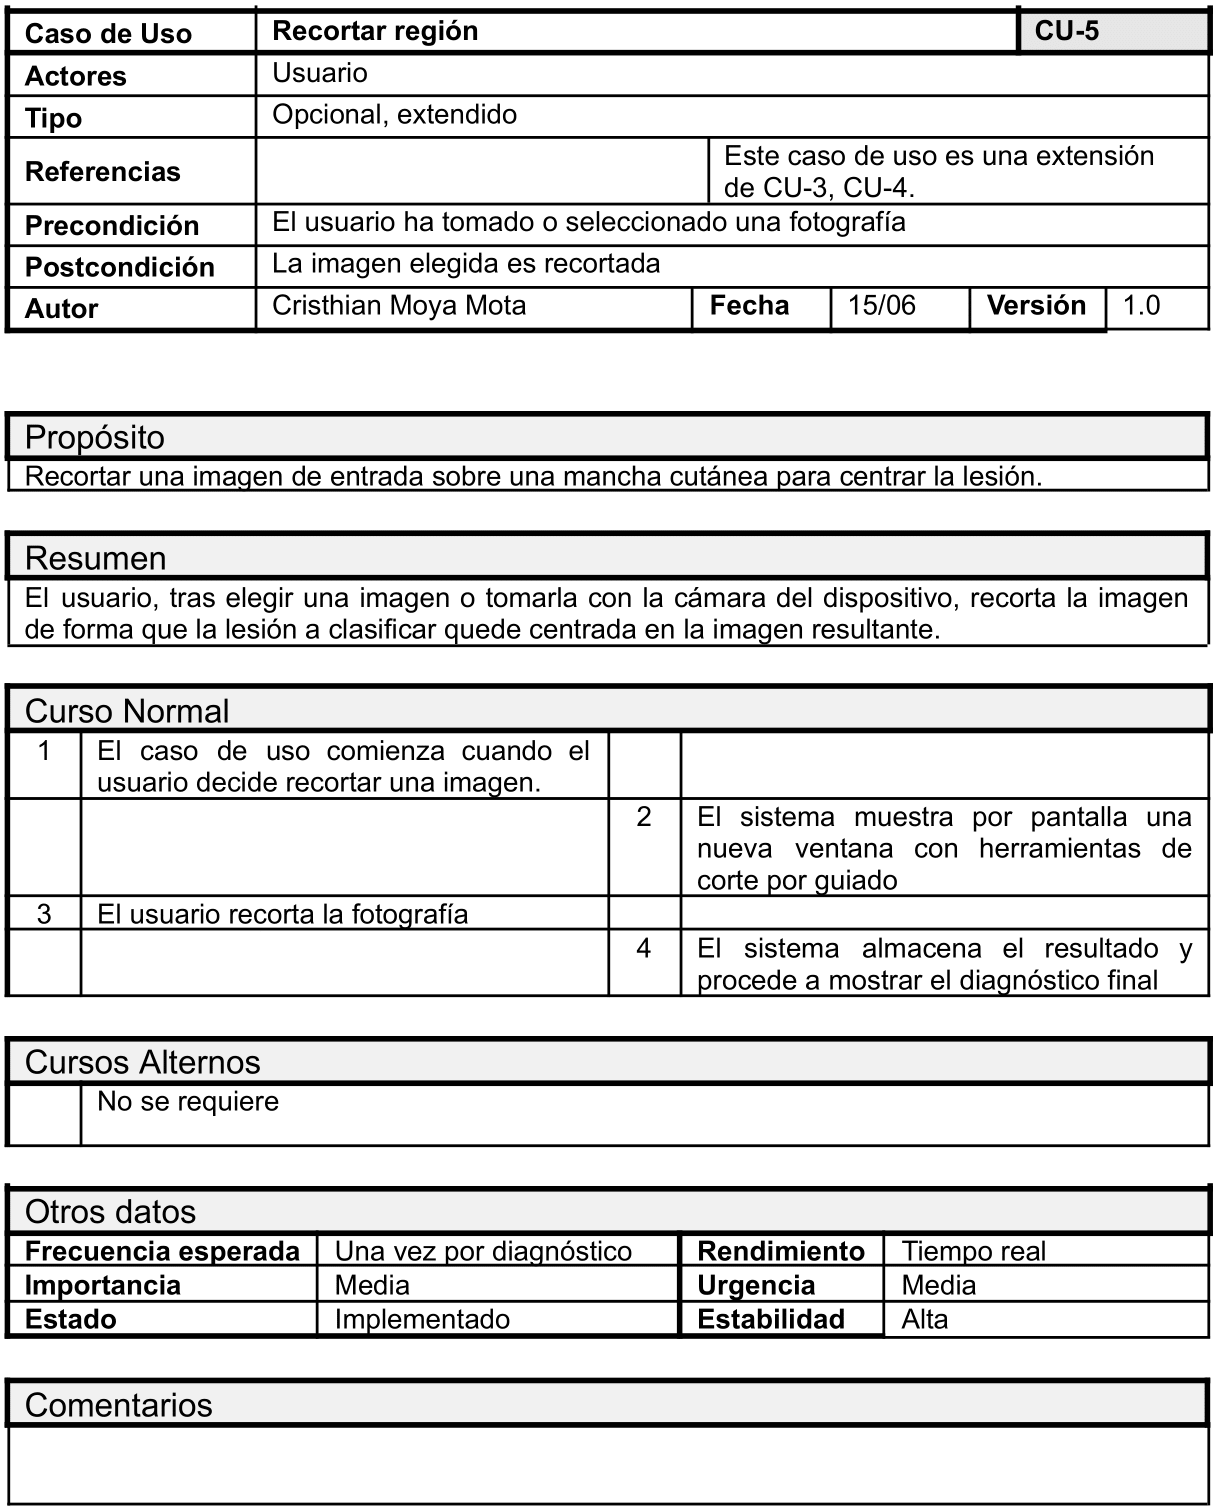 Caso de Uso Recortar región CU-5
Actores Usuario
Tipo Opcional, extendido
Referencias Este caso de uso es una extensión
de CU-3, CU-4.
Precondición El usuario ha tomado o seleccionado una fotografía
Postcondición La imagen elegida es recortada
Autor Cristhian Moya Mota Fecha 15/06 Versión 1.0
Propósito
Recortar una imagen de entrada sobre una mancha cutánea para centrar la lesión.
Resumen
El usuario, tras elegir una imagen o tomarla con la cámara del dispositivo, recorta la imagen
de forma que la lesión a clasificar quede centrada en la imagen resultante.
Curso Normal
1 El caso de uso comienza cuando el
usuario decide recortar una imagen.
2 El sistema muestra por pantalla una
nueva ventana con herramientas de
corte por guiado
3 El usuario recorta la fotografía
4 El sistema almacena el resultado y
procede a mostrar el diagnóstico final
Cursos Alternos
No se requiere
Otros datos
Frecuencia esperada Una vez por diagnóstico Rendimiento Tiempo real
Importancia Media Urgencia Media
Estado Implementado Estabilidad Alta
Comentarios